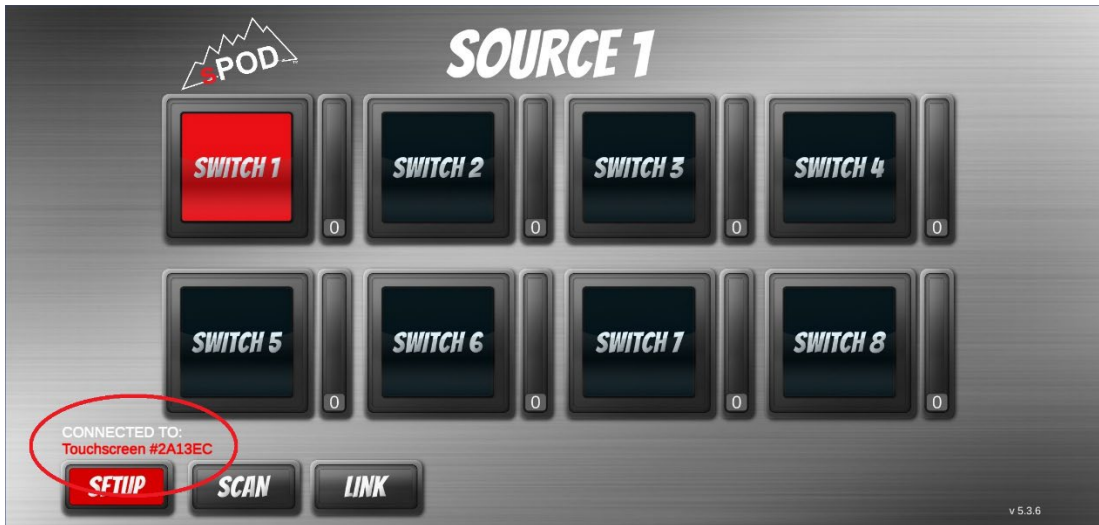 sPOD
SOURCE 1
SWITCH 1
0
SWITCH 2
0
SWITCH 3
0
SWITCH 4
0
SWITCH 5
0
SWITCH 6
0
SWITCH 7
0
SWITCH 8
0
CONNECTED TO:
Touchscreen #2A13EC
SETUP
SCAN
LINK
v 5.3.6